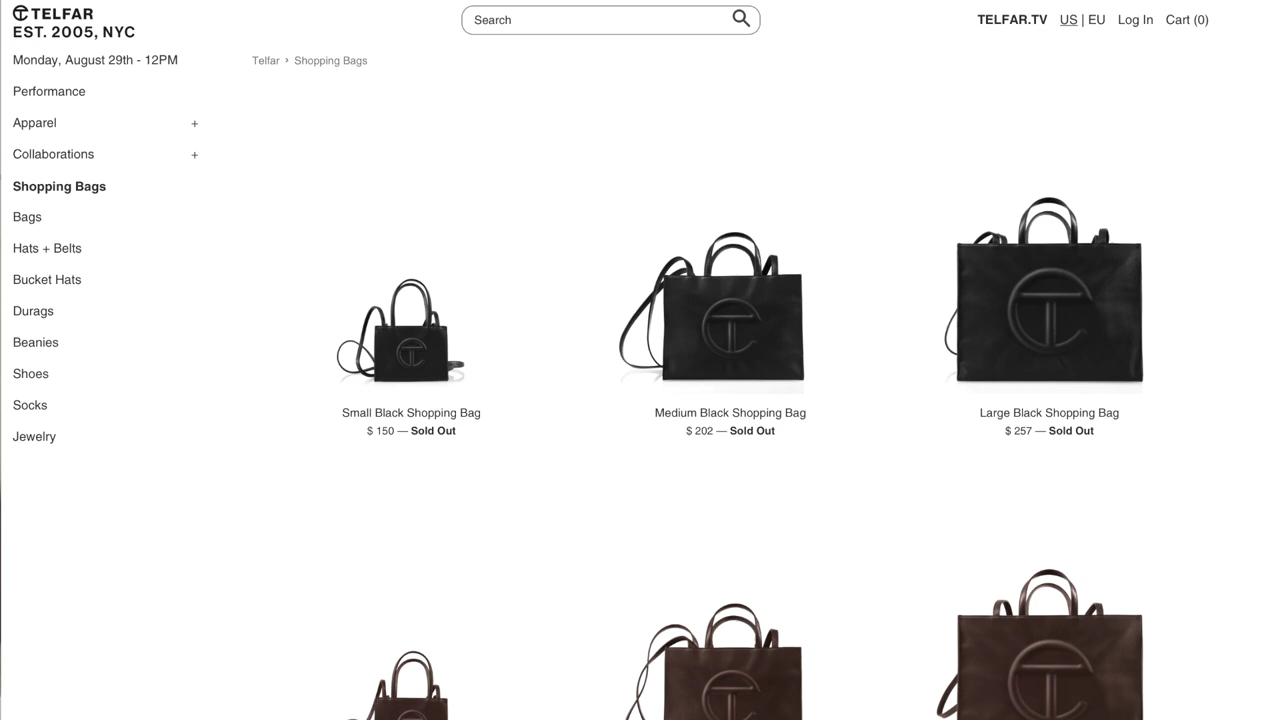 TELFAR
EST. 2005, NYC
Search
TELFAR.TV US | EU Log In Cart (0)
Monday, August 29th - 12PM
Telfar › Shopping Bags
Performance
Apparel +
Collaborations +
Shopping Bags
Bags
Hats + Belts
Bucket Hats
Durags
Beanies
Shoes
Socks
Jewelry
Small Black Shopping Bag
$ 150 — Sold Out
Medium Black Shopping Bag
$ 202 — Sold Out
Large Black Shopping Bag
$ 257 — Sold Out